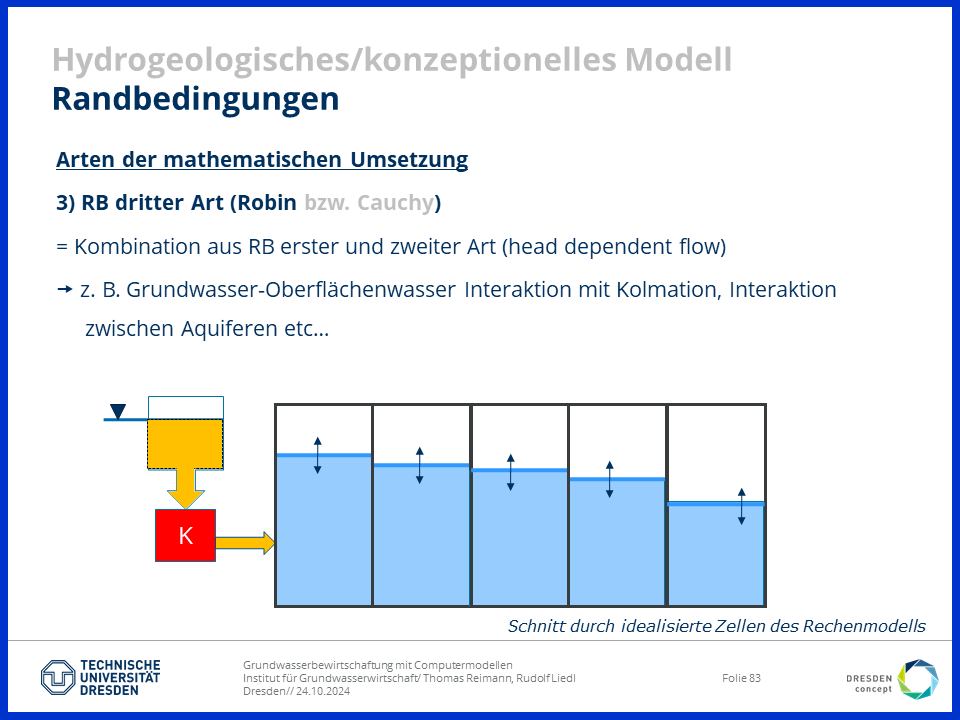 Hydrogeologisches/konzeptionelles Modell
Randbedingungen
Arten der mathematischen Umsetzung
3) RB dritter Art (Robin bzw. Cauchy)
= Kombination aus RB erster und zweiter Art (head dependent flow)
→ z. B. Grundwasser-Oberflächenwasser Interaktion mit Kolmation, Interaktion
zwischen Aquiferen etc…
K
Schnitt durch idealisierte Zellen des Rechenmodells
TECHNISCHE
UNIVERSITÄT
DRESDEN
Grundwasserbewirtschaftung mit Computermodellen
Institut für Grundwasserwirtschaft/ Thomas Reimann, Rudolf Liedl
Dresden// 24.10.2024
Folie 83
DRESDEN
concept